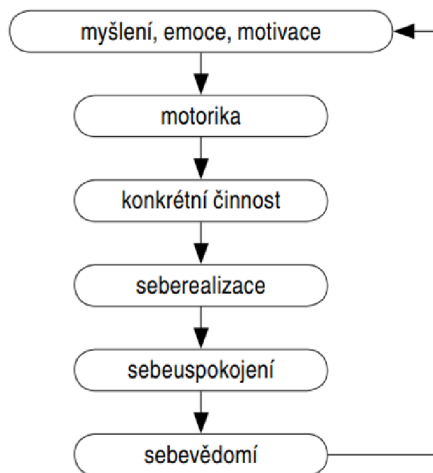 myšlení, emoce, motivace
motorika
konkrétní činnost
seberealizace
sebeuspokojení
sebevědomí